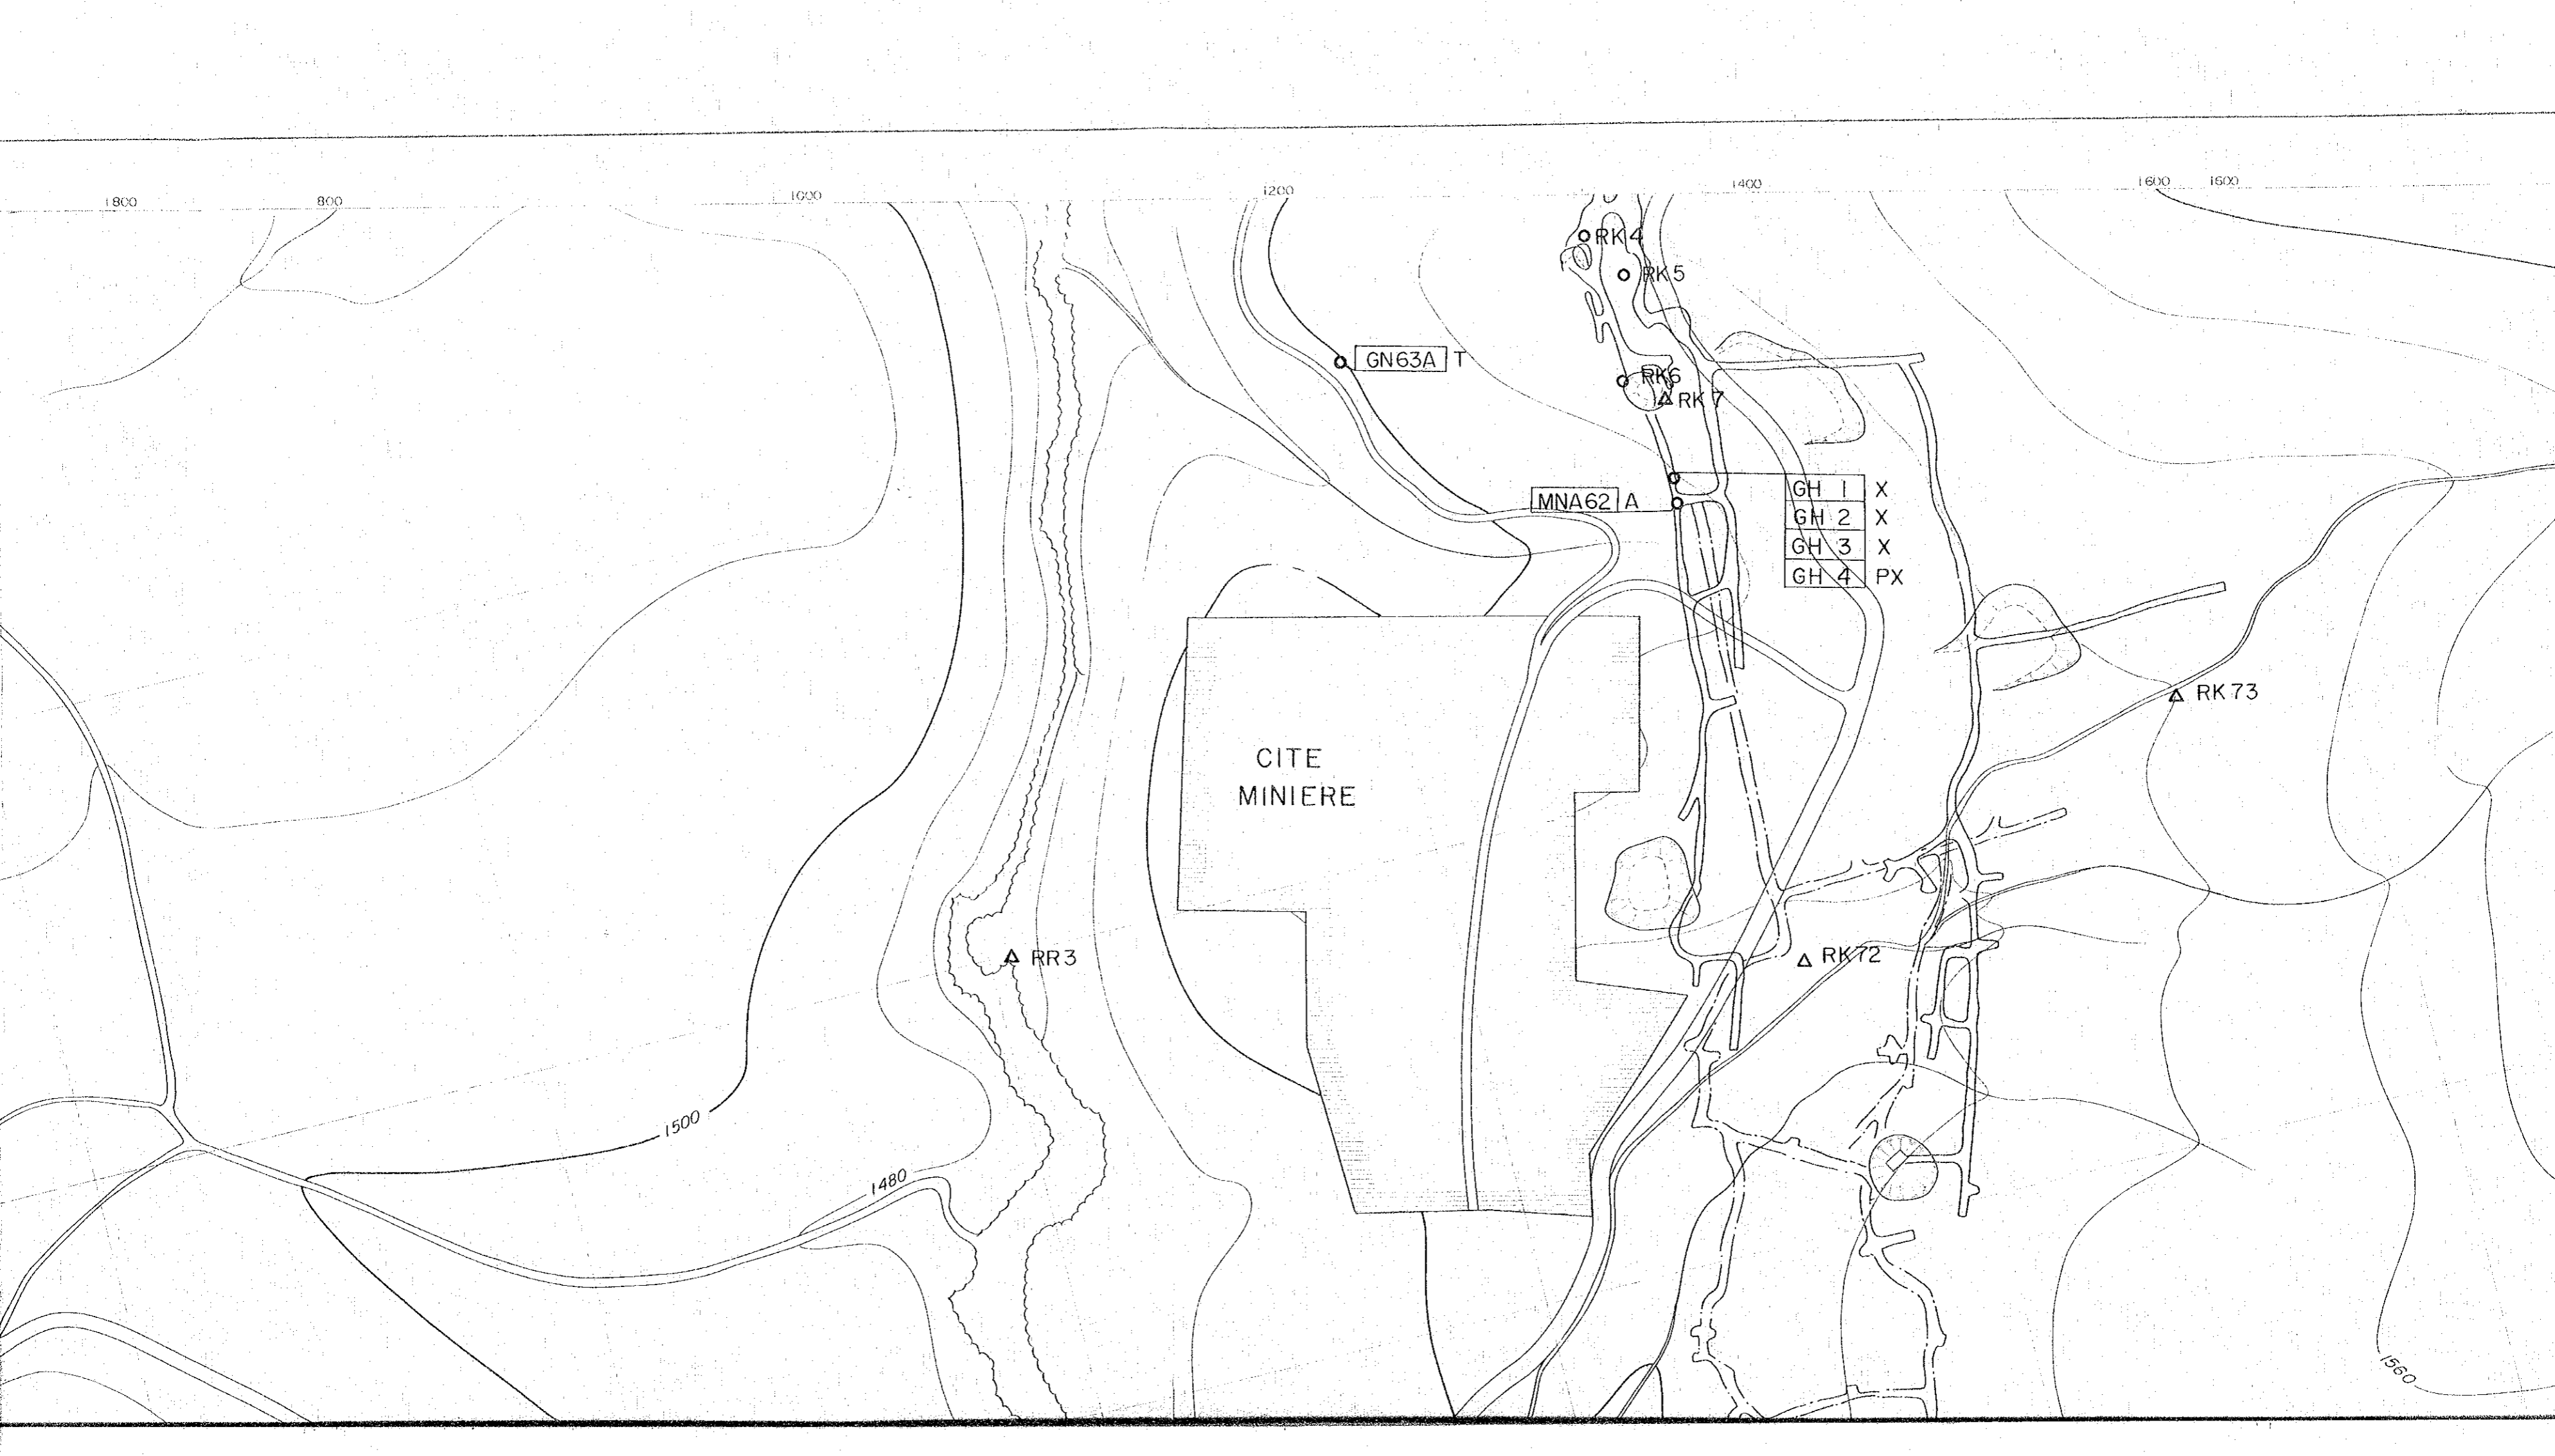 1800 800 1000 1200 1400 1600 1600
RK4
RK5
GN63A T
RK6
RK7
GH 1 X
MNA62 A
GH 2 X
GH 3 X
GH 4 PX
RK73
CITE
MINIERE
RR3
RK72
1500
1480
1560